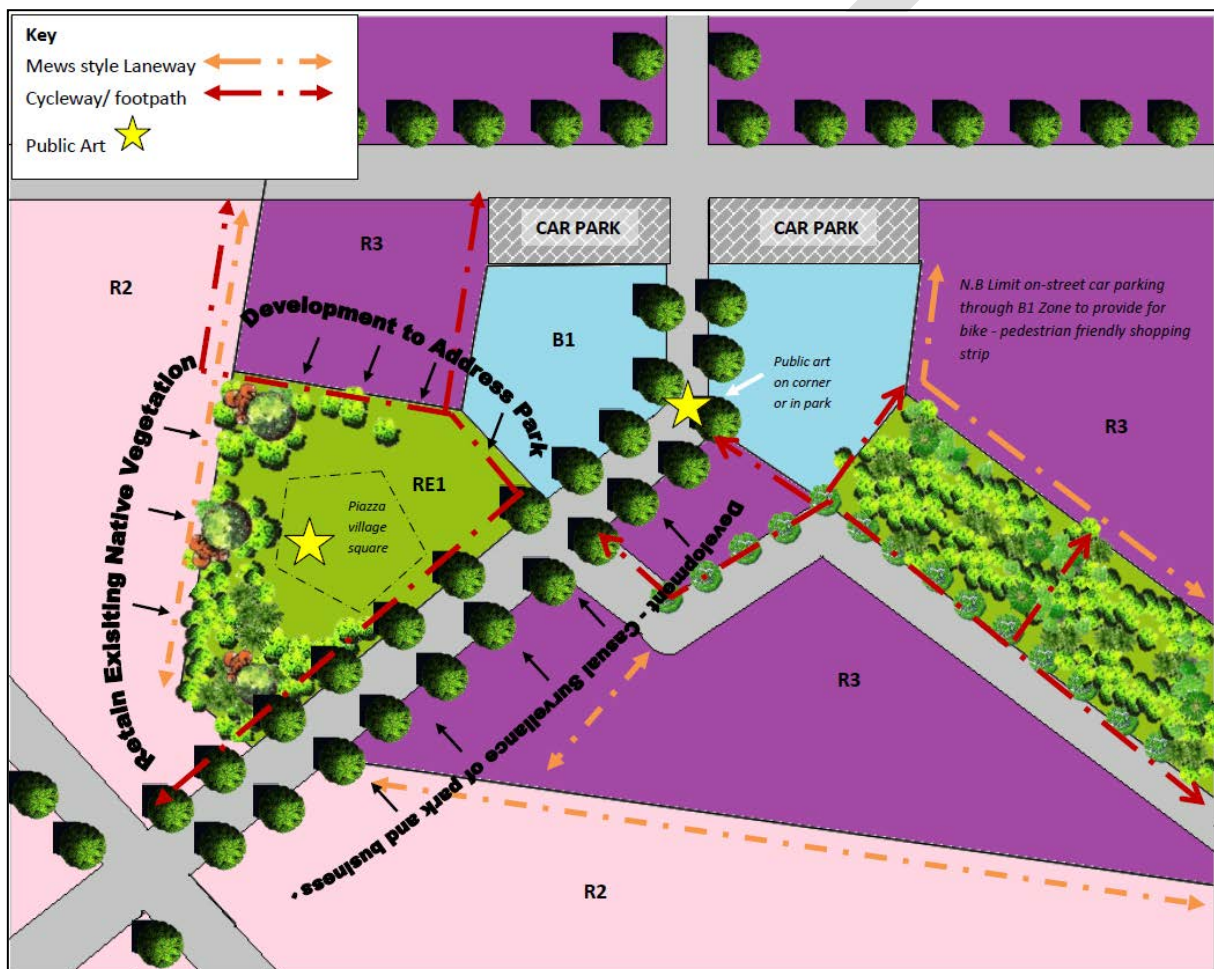 Key
Mews style Laneway
Cycleway/ footpath
Public Art
CAR PARK
CAR PARK
R3
R2
Development to Address Park
B1
N.B Limit on-street car parking
through B1 Zone to provide for
bike - pedestrian friendly shopping
strip
Public art
on corner
or in park
R3
Retain Exisiting Native Vegetation
RE1
Piazza
village
square
Development - Casual Surveillance of park and business .
R3
R2